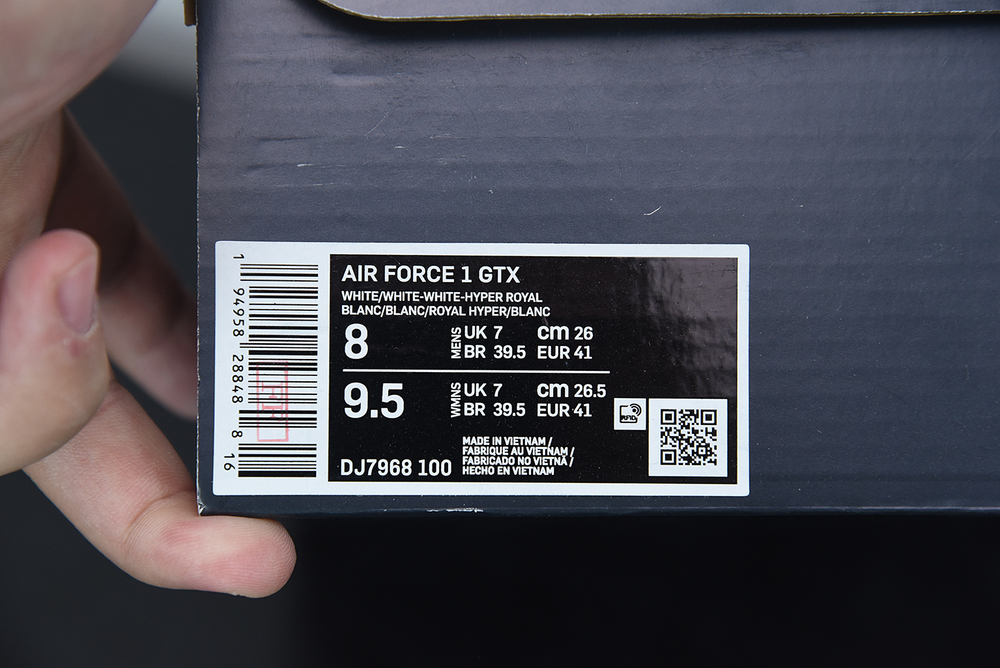 AIR FORCE 1 GTX
WHITE/WHITE-WHITE-HYPER ROYAL
BLANC/BLANC/ROYAL HYPER/BLANC
8 MENS UK 7 cm 26
BR 39.5 EUR 41
9.5 WMNS UK 7 cm 26.5
BR 39.5 EUR 41
MADE IN VIETNAM /
FABRIQUE AU VIETNAM /
FABRICADO NO VIETNÃ /
HECHO EN VIETNAM
DJ7968 100
RFID
1 94958 28848 8 16